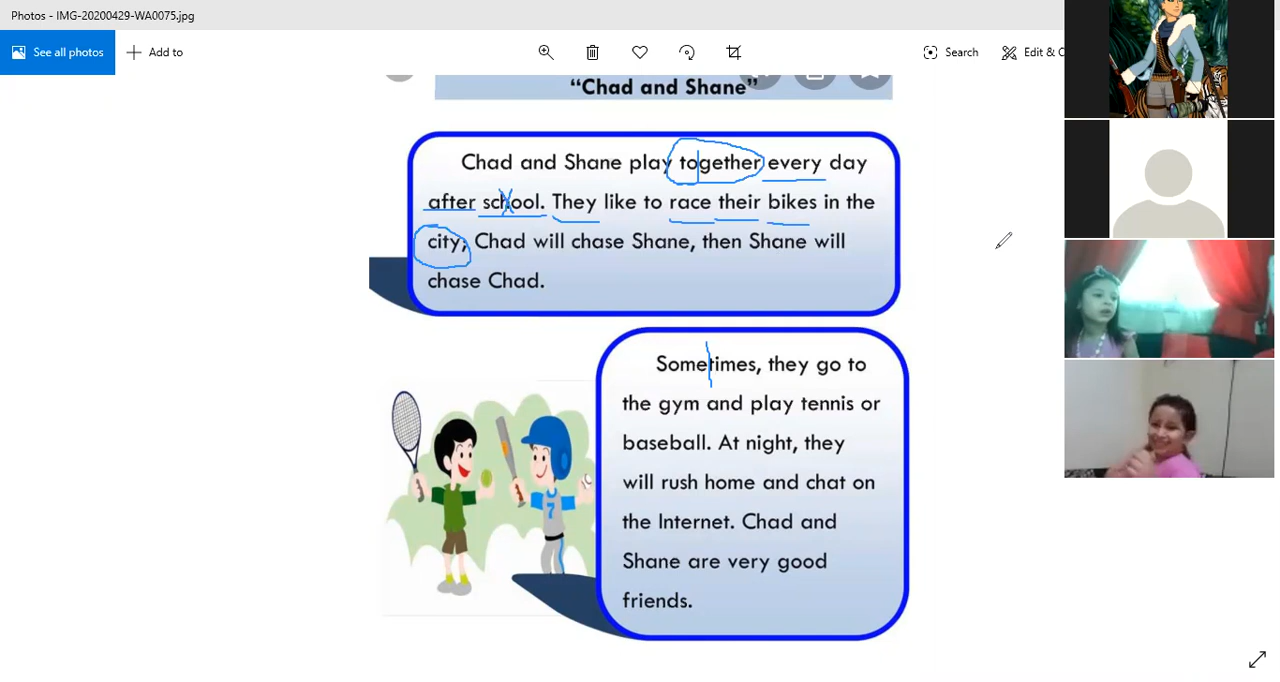 Photos - IMG-20200429-WA0075.jpg
See all photos
Add to
Search
Edit & C
“Chad and Shane”
Chad and Shane play together every day
after school. They like to race their bikes in the
city; Chad will chase Shane, then Shane will
chase Chad.
Sometimes, they go to
the gym and play tennis or
baseball. At night, they
will rush home and chat on
the Internet. Chad and
Shane are very good
friends.
7